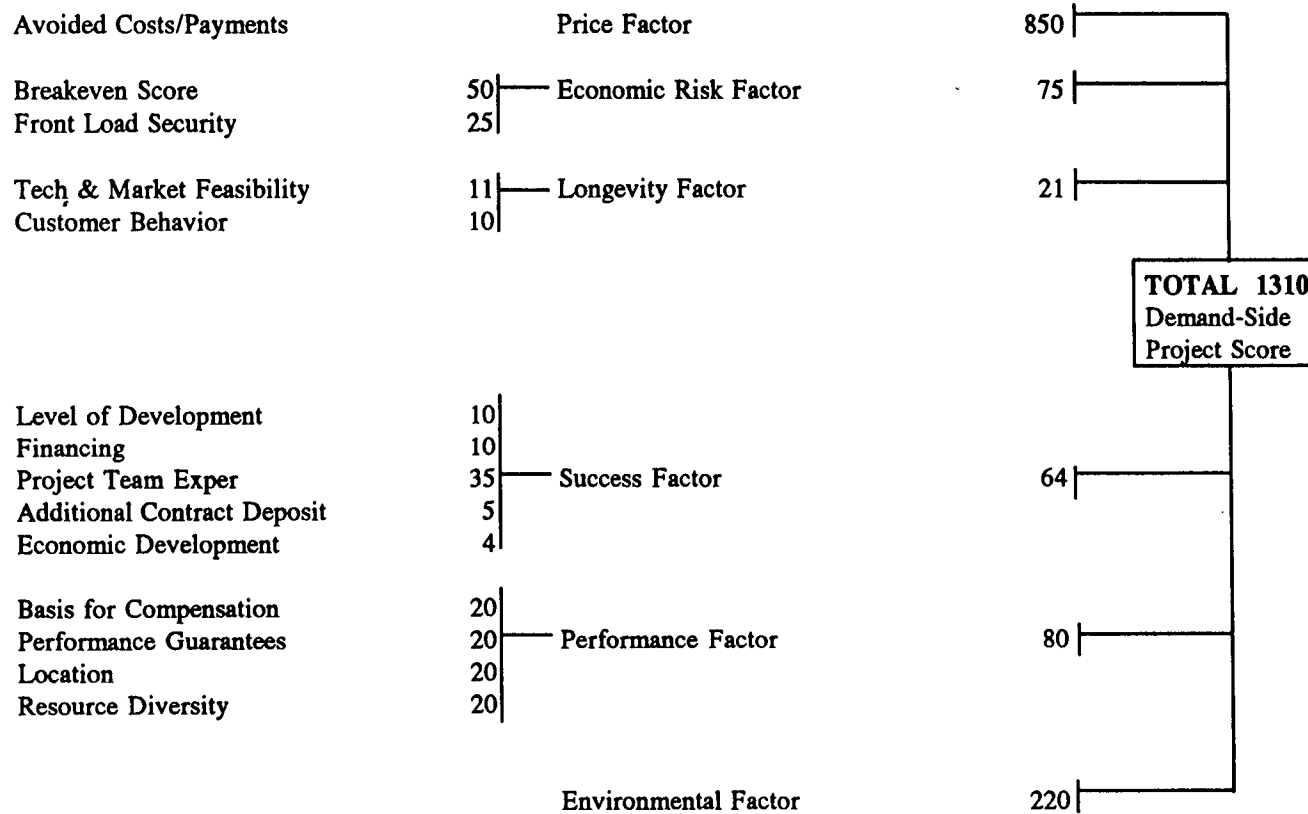 Avoided Costs/Payments Price Factor 850
Breakeven Score 50 Economic Risk Factor 75
Front Load Security 25
Tech & Market Feasibility 11 Longevity Factor 21
Customer Behavior 10
TOTAL 1310
Demand-Side
Project Score
Level of Development 10
Financing 10
Project Team Exper 35 Success Factor 64
Additional Contract Deposit 5
Economic Development 4
Basis for Compensation 20
Performance Guarantees 20 Performance Factor 80
Location 20
Resource Diversity 20
Environmental Factor 220